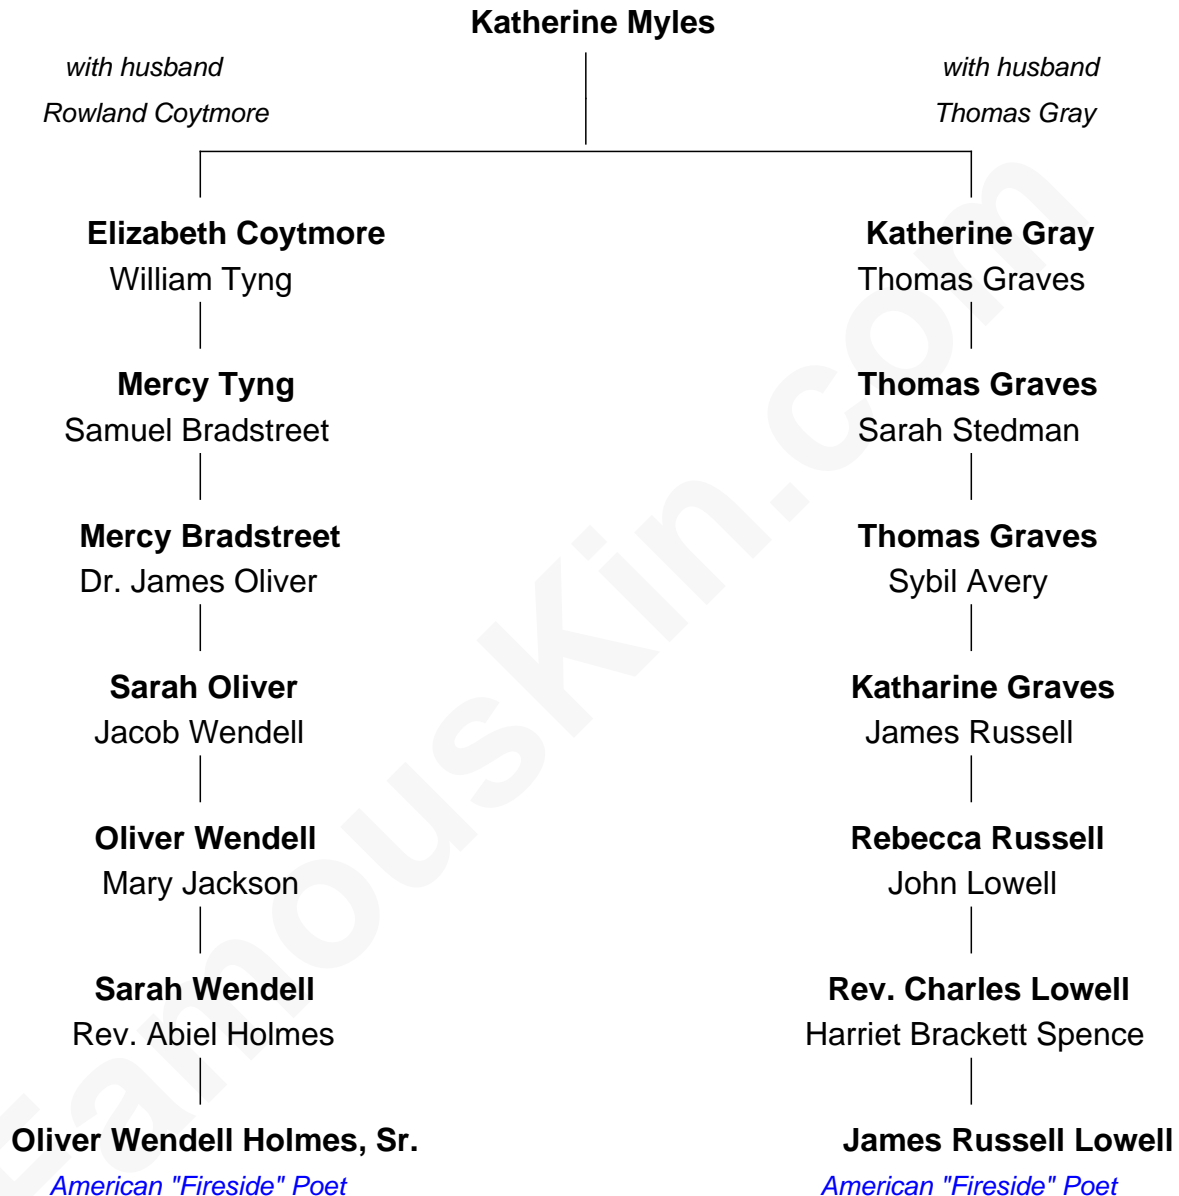 Katherine Myles
with husband
Rowland Coytmore
with husband
Thomas Gray
Elizabeth Coytmore
William Tyng
Katherine Gray
Thomas Graves
Mercy Tyng
Samuel Bradstreet
Thomas Graves
Sarah Stedman
Mercy Bradstreet
Dr. James Oliver
Thomas Graves
Sybil Avery
Sarah Oliver
Jacob Wendell
Katharine Graves
James Russell
Oliver Wendell
Mary Jackson
Rebecca Russell
John Lowell
Sarah Wendell
Rev. Abiel Holmes
Rev. Charles Lowell
Harriet Brackett Spence
Oliver Wendell Holmes, Sr.
American "Fireside" Poet
James Russell Lowell
American "Fireside" Poet
FamousKin.com